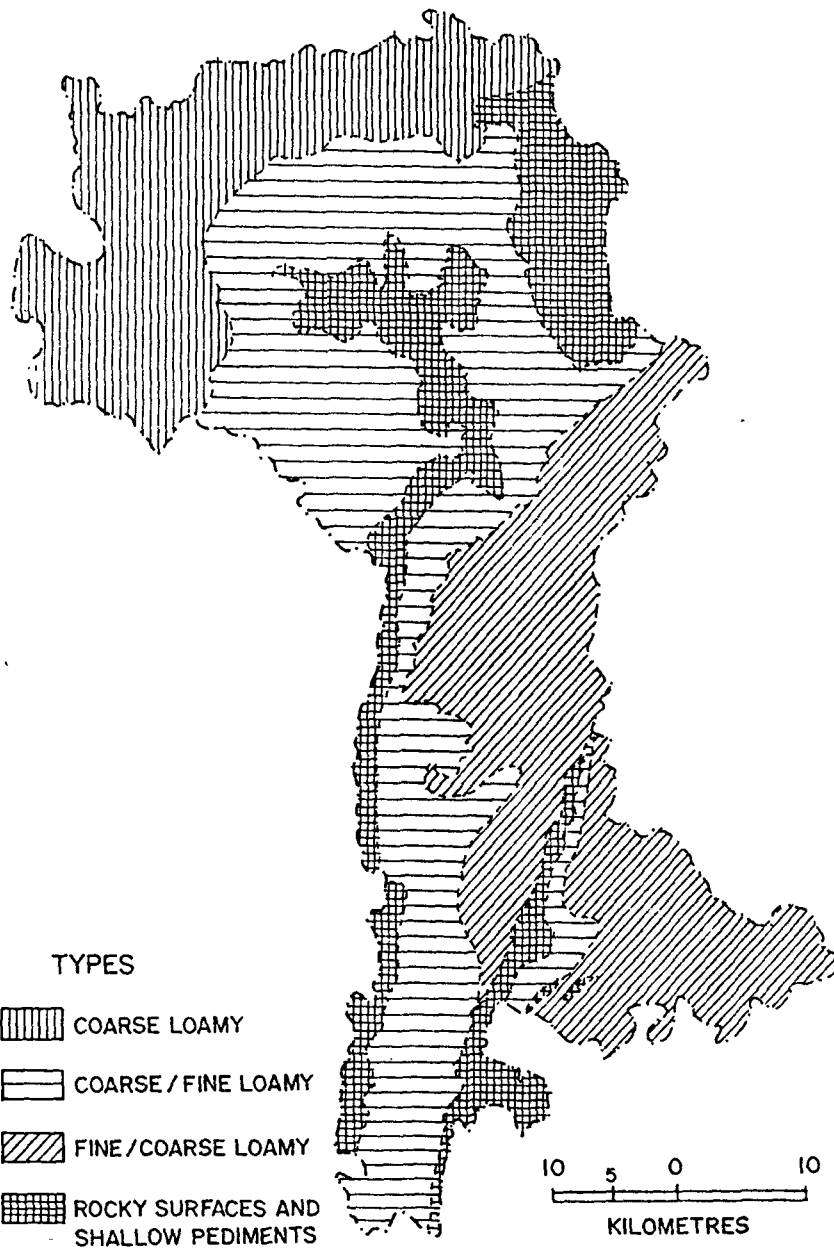 TYPES
COARSE LOAMY
COARSE/FINE LOAMY
FINE/COARSE LOAMY
ROCKY SURFACES AND
SHALLOW PEDIMENTS
10 5 0 10
KILOMETRES